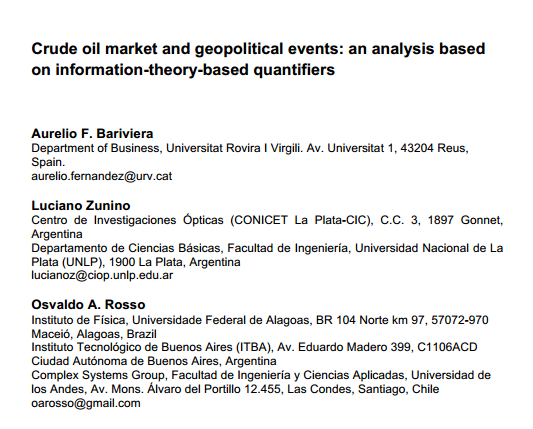 Crude oil market and geopolitical events: an analysis based
on information-theory-based quantifiers
Aurelio F. Bariviera
Department of Business, Universitat Rovira I Virgili. Av. Universitat 1, 43204 Reus,
Spain.
aurelio.fernandez@urv.cat
Luciano Zunino
Centro de Investigaciones Ópticas (CONICET La Plata-CIC), C.C. 3, 1897 Gonnet,
Argentina
Departamento de Ciencias Básicas, Facultad de Ingeniería, Universidad Nacional de La
Plata (UNLP), 1900 La Plata, Argentina
lucianoz@ciop.unlp.edu.ar
Osvaldo A. Rosso
Instituto de Física, Universidade Federal de Alagoas, BR 104 Norte km 97, 57072-970
Maceió, Alagoas, Brazil
Instituto Tecnológico de Buenos Aires (ITBA), Av. Eduardo Madero 399, C1106ACD
Ciudad Autónoma de Buenos Aires, Argentina
Complex Systems Group, Facultad de Ingeniería y Ciencias Aplicadas, Universidad de
los Andes, Av. Mons. Álvaro del Portillo 12.455, Las Condes, Santiago, Chile
oarosso@gmail.com